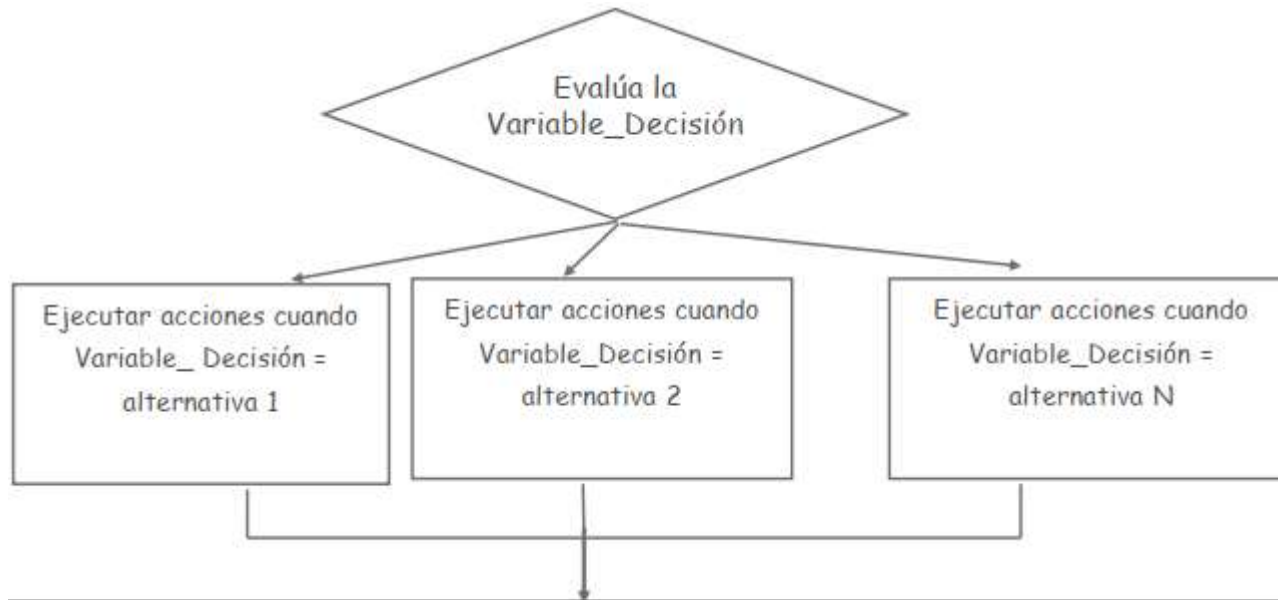 Evalúa la
Variable_Decisión
Ejecutar acciones cuando
Variable_ Decisión =
alternativa 1
Ejecutar acciones cuando
Variable_Decisión =
alternativa 2
Ejecutar acciones cuando
Variable_Decisión =
alternativa N